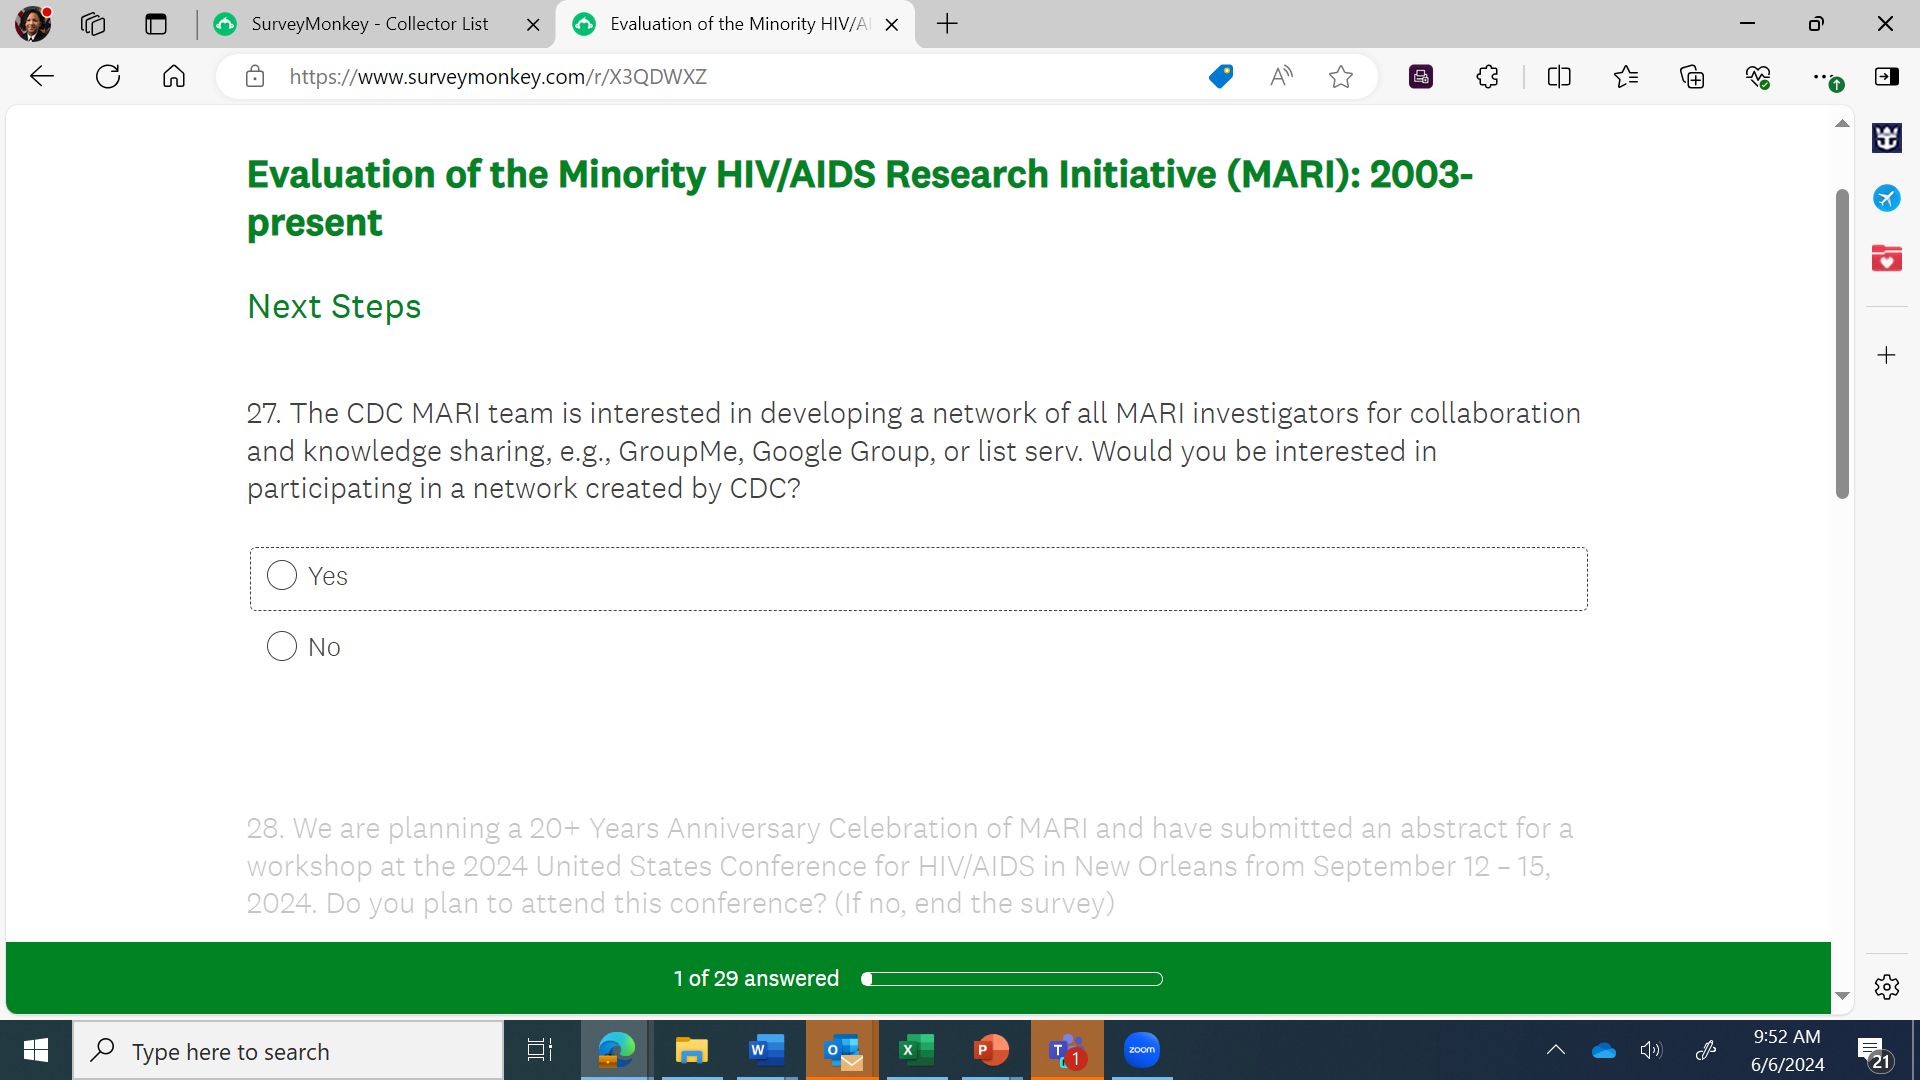 SurveyMonkey - Collector List
Evaluation of the Minority HIV/AI
https://www.surveymonkey.com/r/X3QDWXZ
Evaluation of the Minority HIV/AIDS Research Initiative (MARI): 2003-
present
Next Steps
27. The CDC MARI team is interested in developing a network of all MARI investigators for collaboration
and knowledge sharing, e.g., GroupMe, Google Group, or list serv. Would you be interested in
participating in a network created by CDC?
Yes
No
28. We are planning a 20+ Years Anniversary Celebration of MARI and have submitted an abstract for a
workshop at the 2024 United States Conference for HIV/AIDS in New Orleans from September 12 – 15,
2024. Do you plan to attend this conference? (If no, end the survey)
1 of 29 answered
Type here to search
zoom
1
9:52 AM
6/6/2024
21